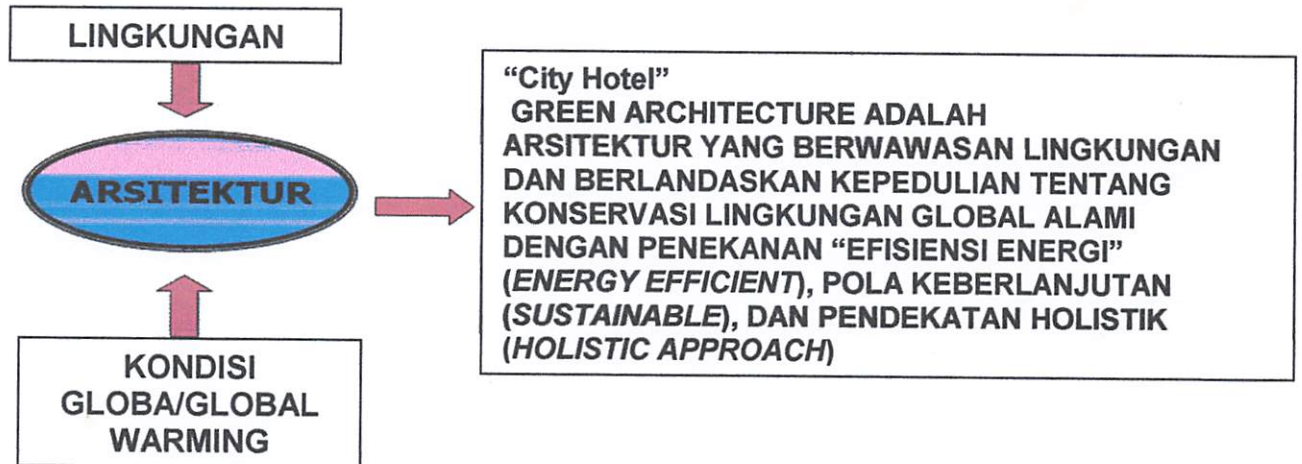 LINGKUNGAN
ARSITEKTUR
KONDISI
GLOBA/GLOBAL
WARMING
“City Hotel”
GREEN ARCHITECTURE ADALAH
ARSITEKTUR YANG BERWAWASAN LINGKUNGAN
DAN BERLANDASKAN KEPEDULIAN TENTANG
KONSERVASI LINGKUNGAN GLOBAL ALAMI
DENGAN PENEKANAN “EFISIENSI ENERGI”
(ENERGY EFFICIENT), POLA KEBERLANJUTAN
(SUSTAINABLE), DAN PENDEKATAN HOLISTIK
(HOLISTIC APPROACH)